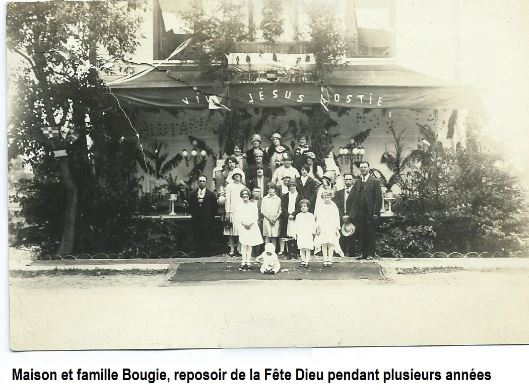 VIVE JÉSUS HOSTIE
Maison et famille Bougie, reposoir de la Fête Dieu pendant plusieurs années